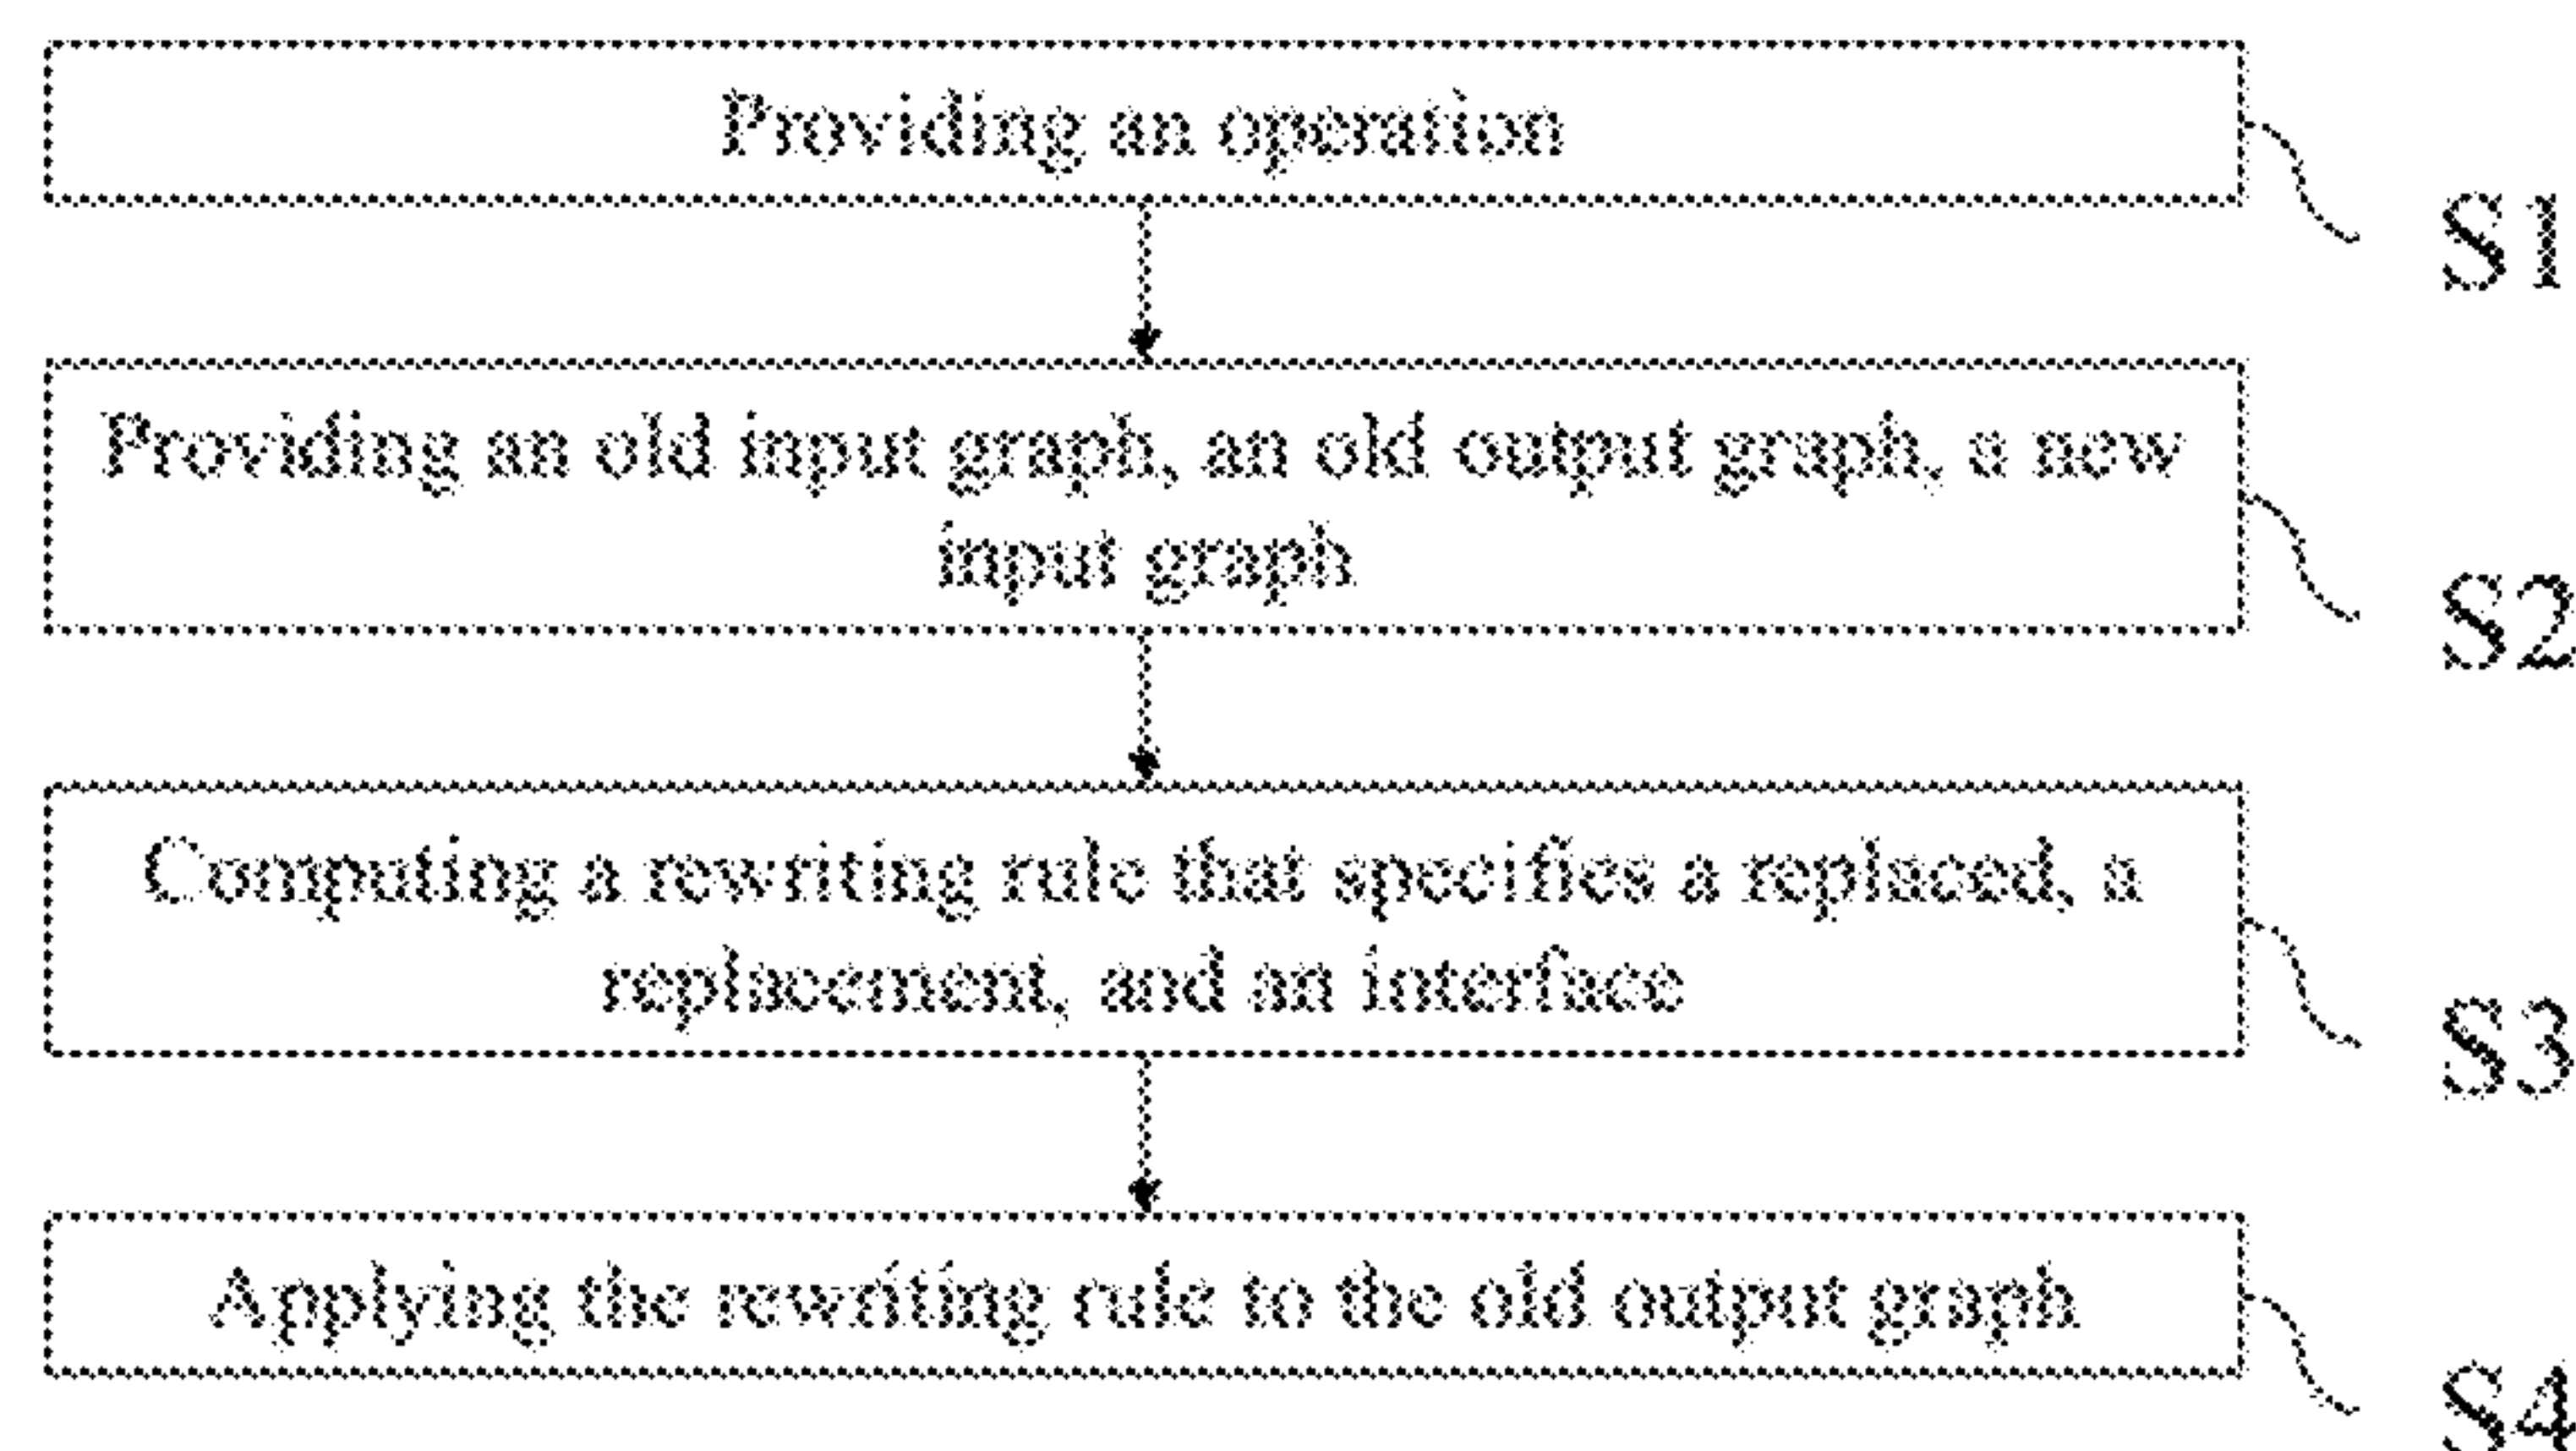 Providing an operation
S1
Providing an old input graph, an old output graph, a new
input graph
S2
Computing a rewriting rule that specifies a replaced, a
replacement, and an interface
S3
Applying the rewriting rule to the old output graph
S4